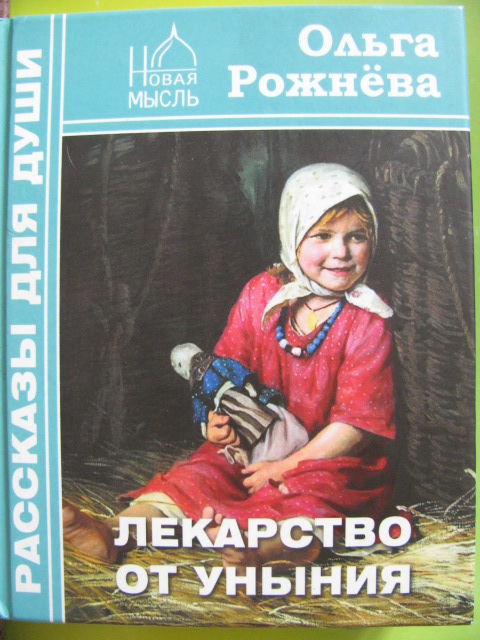 РАССКАЗЫ ДЛЯ ДУШИ
НОВАЯ
МЫСЛЬ
Ольга
Рожнёва
ЛЕКАРСТВО
ОТ УНЫНИЯ